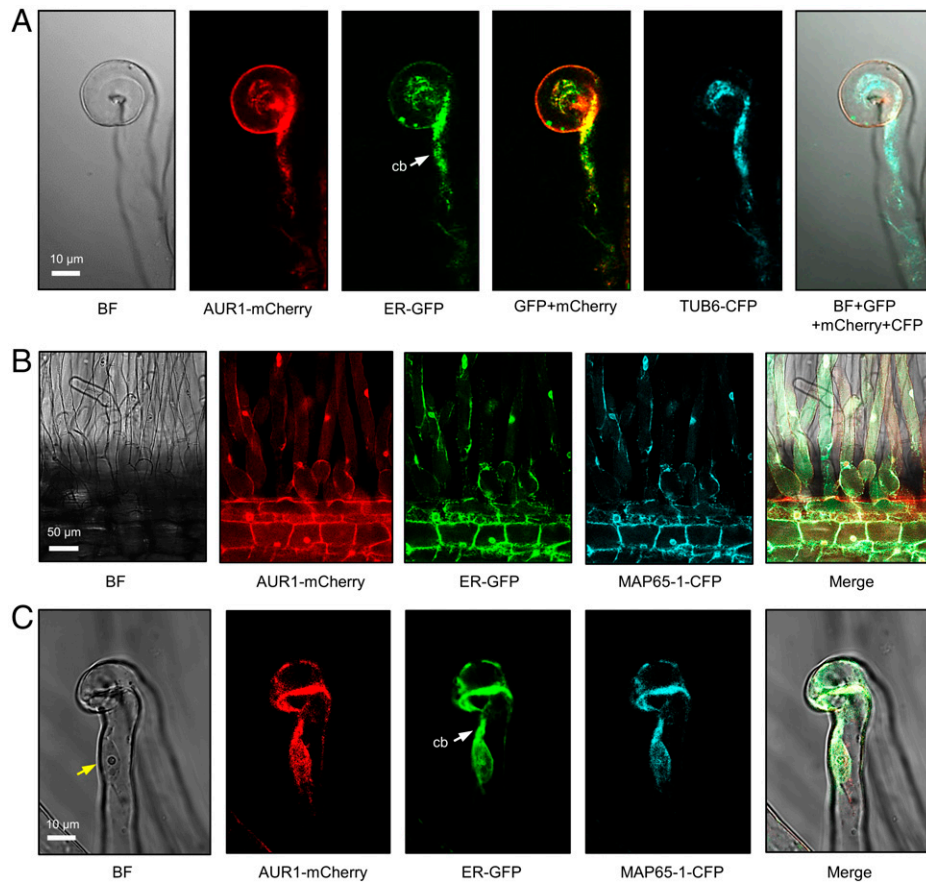 A
cb
10 µm
BF
AUR1-mCherry
ER-GFP
GFP+mCherry
TUB6-CFP
BF+GFP
+mCherry+CFP
B
50 µm
BF
AUR1-mCherry
ER-GFP
MAP65-1-CFP
Merge
C
cb
10 µm
BF
AUR1-mCherry
ER-GFP
MAP65-1-CFP
Merge